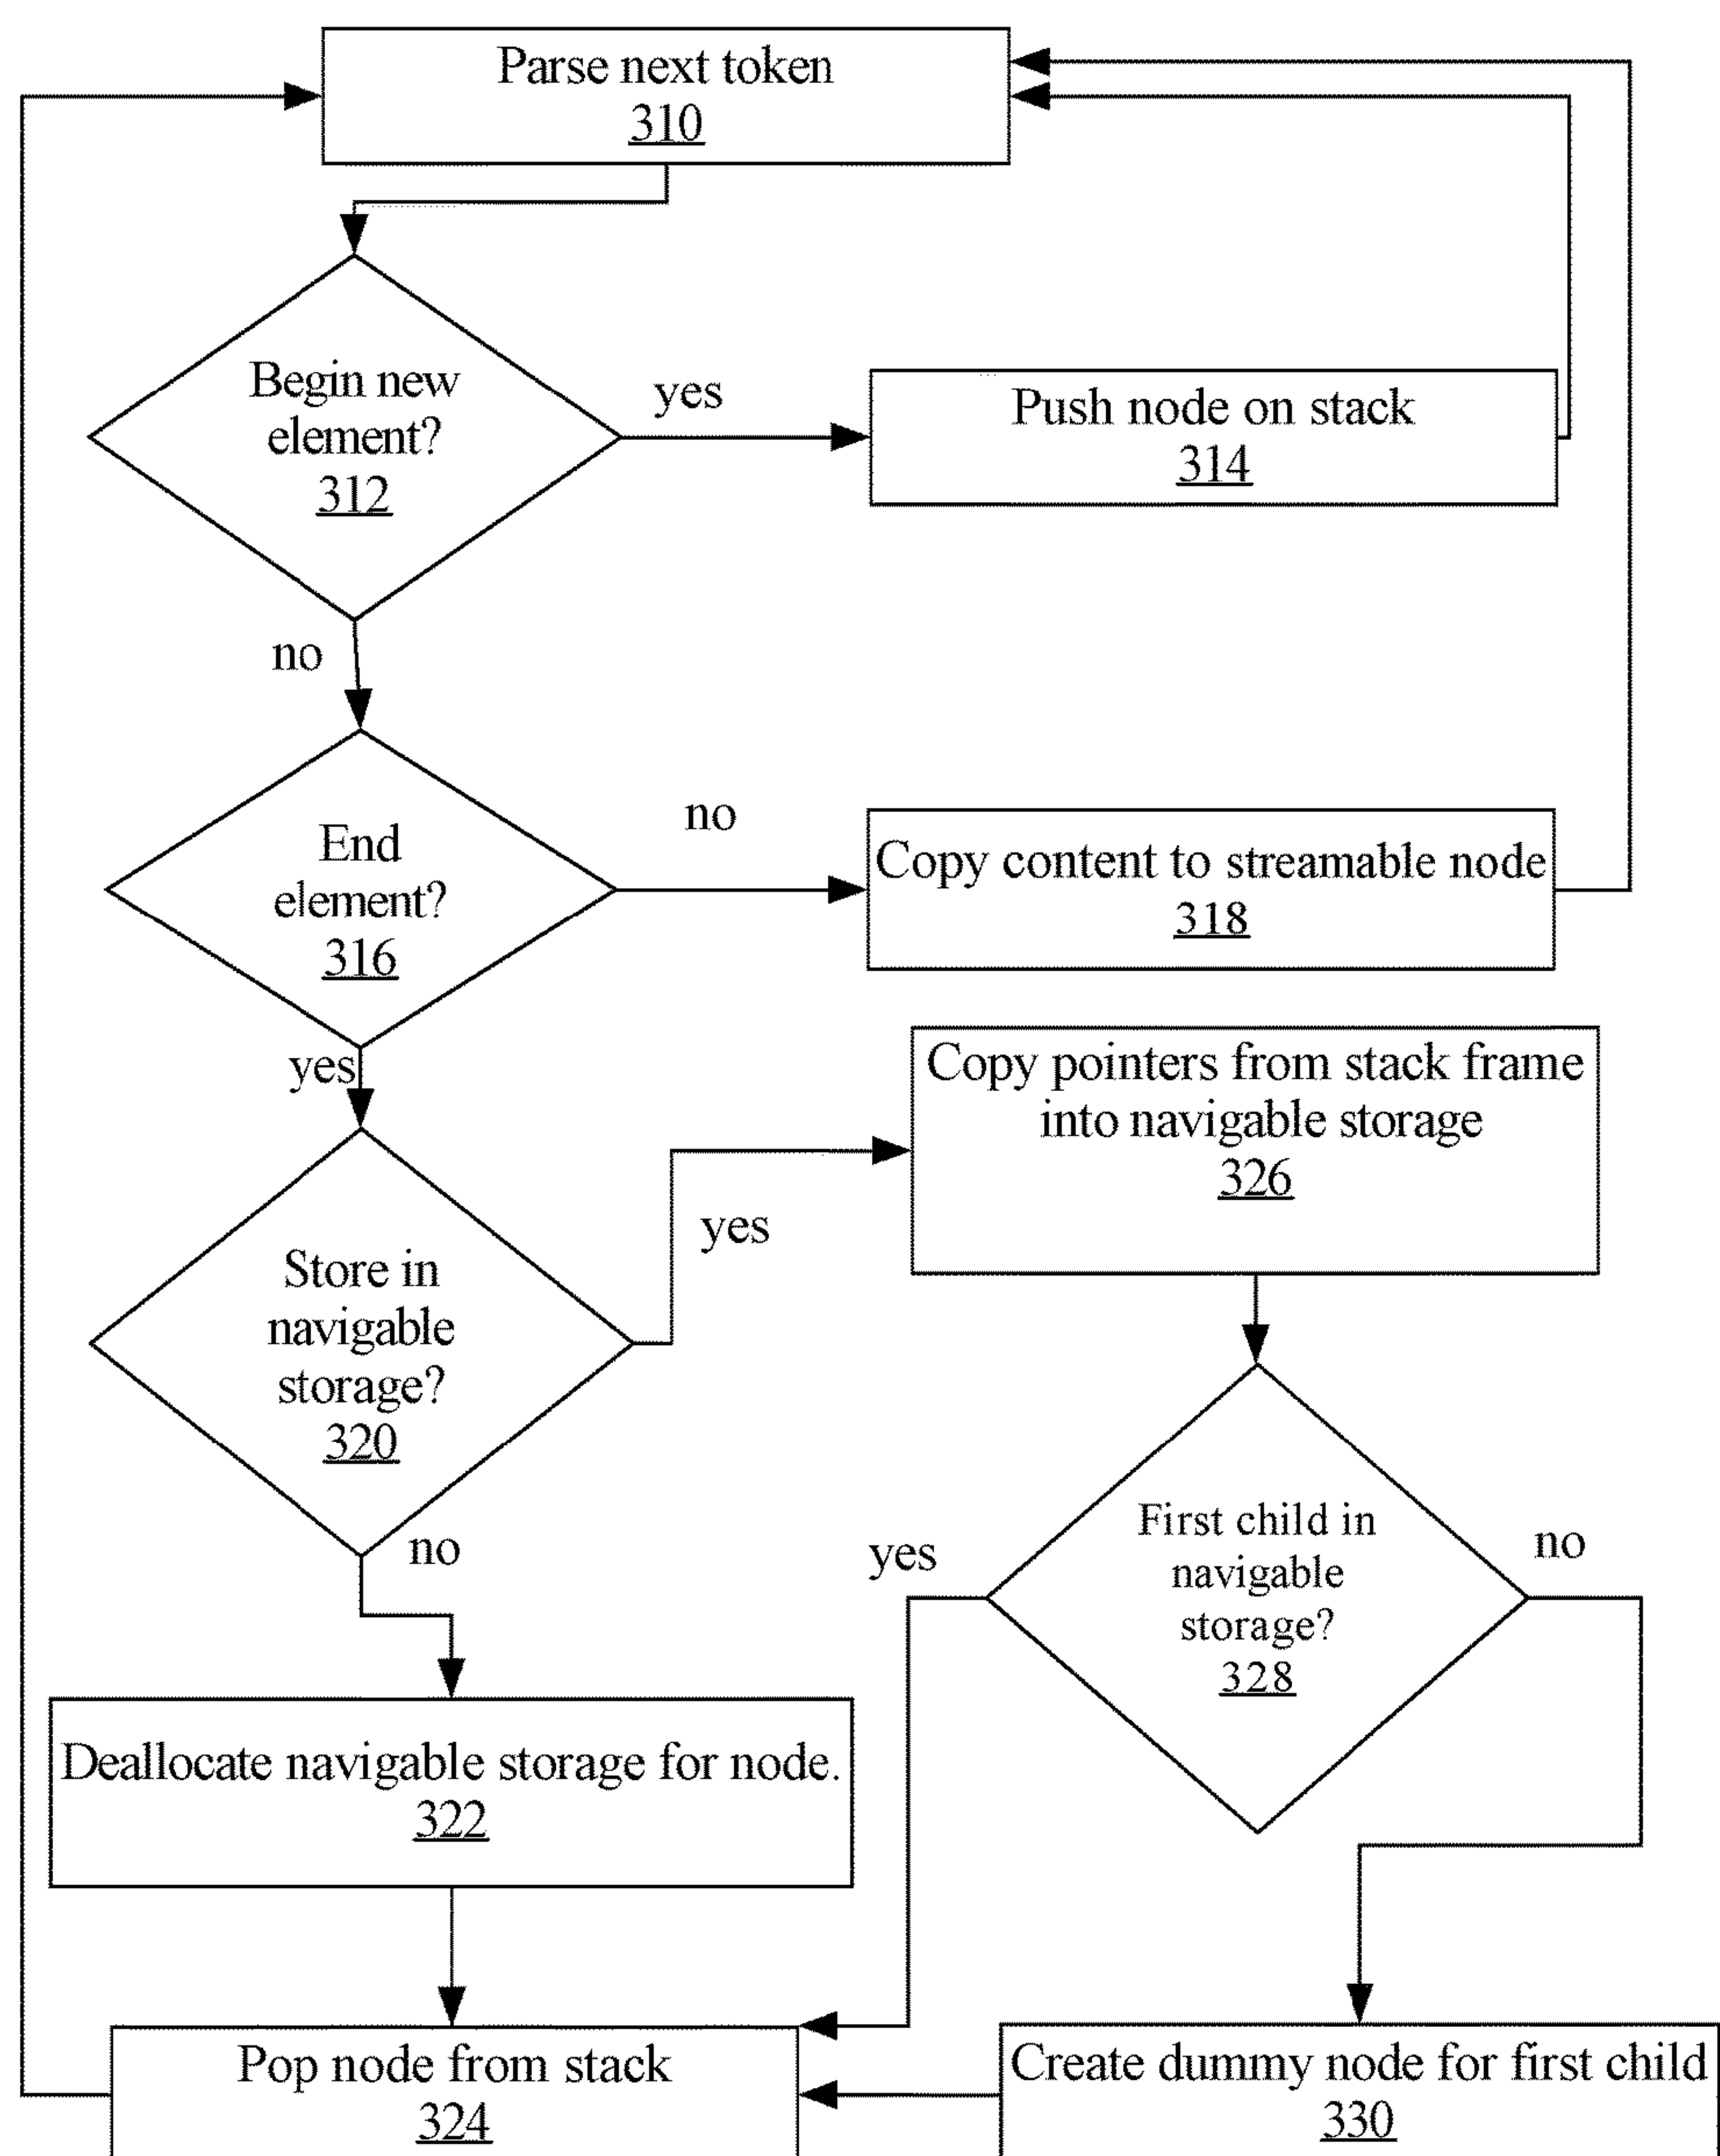 Parse next token
310
Begin new
element?
312
yes
Push node on stack
314
no
End
element?
316
no
Copy content to streamable node
318
yes
Copy pointers from stack frame
into navigable storage
326
Store in
navigable
storage?
320
yes
no
First child in
navigable
storage?
328
yes
no
Deallocate navigable storage for node.
322
Pop node from stack
324
Create dummy node for first child
330